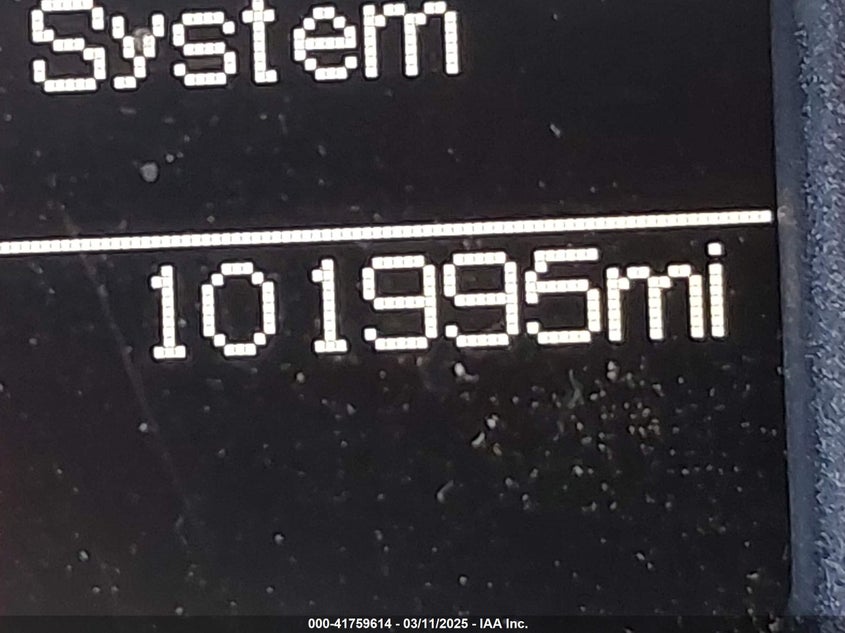 System
101995mi
000-41759614 - 03/11/2025 - IAA Inc.